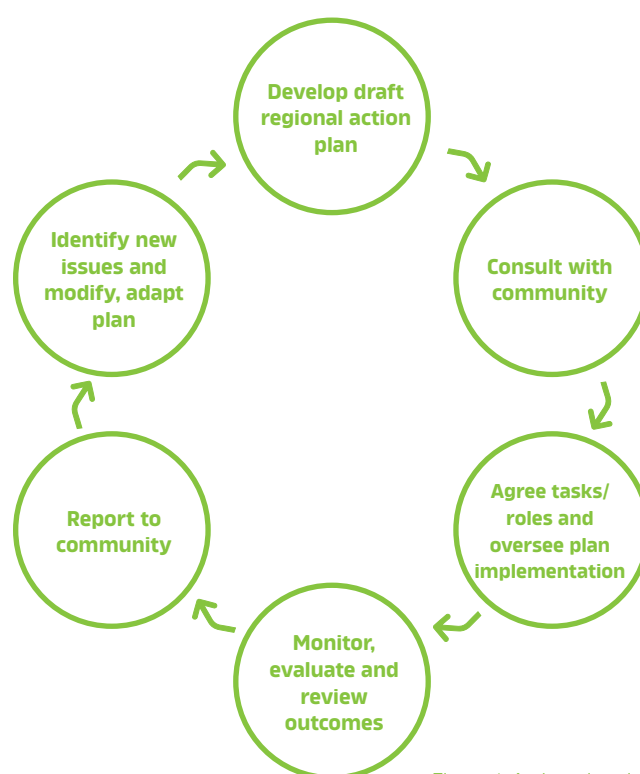 Develop draft
regional action
plan
Consult with
community
Agree tasks/
roles and
oversee plan
implementation
Monitor,
evaluate and
review
outcomes
Report to
community
Identify new
issues and
modify, adapt
plan